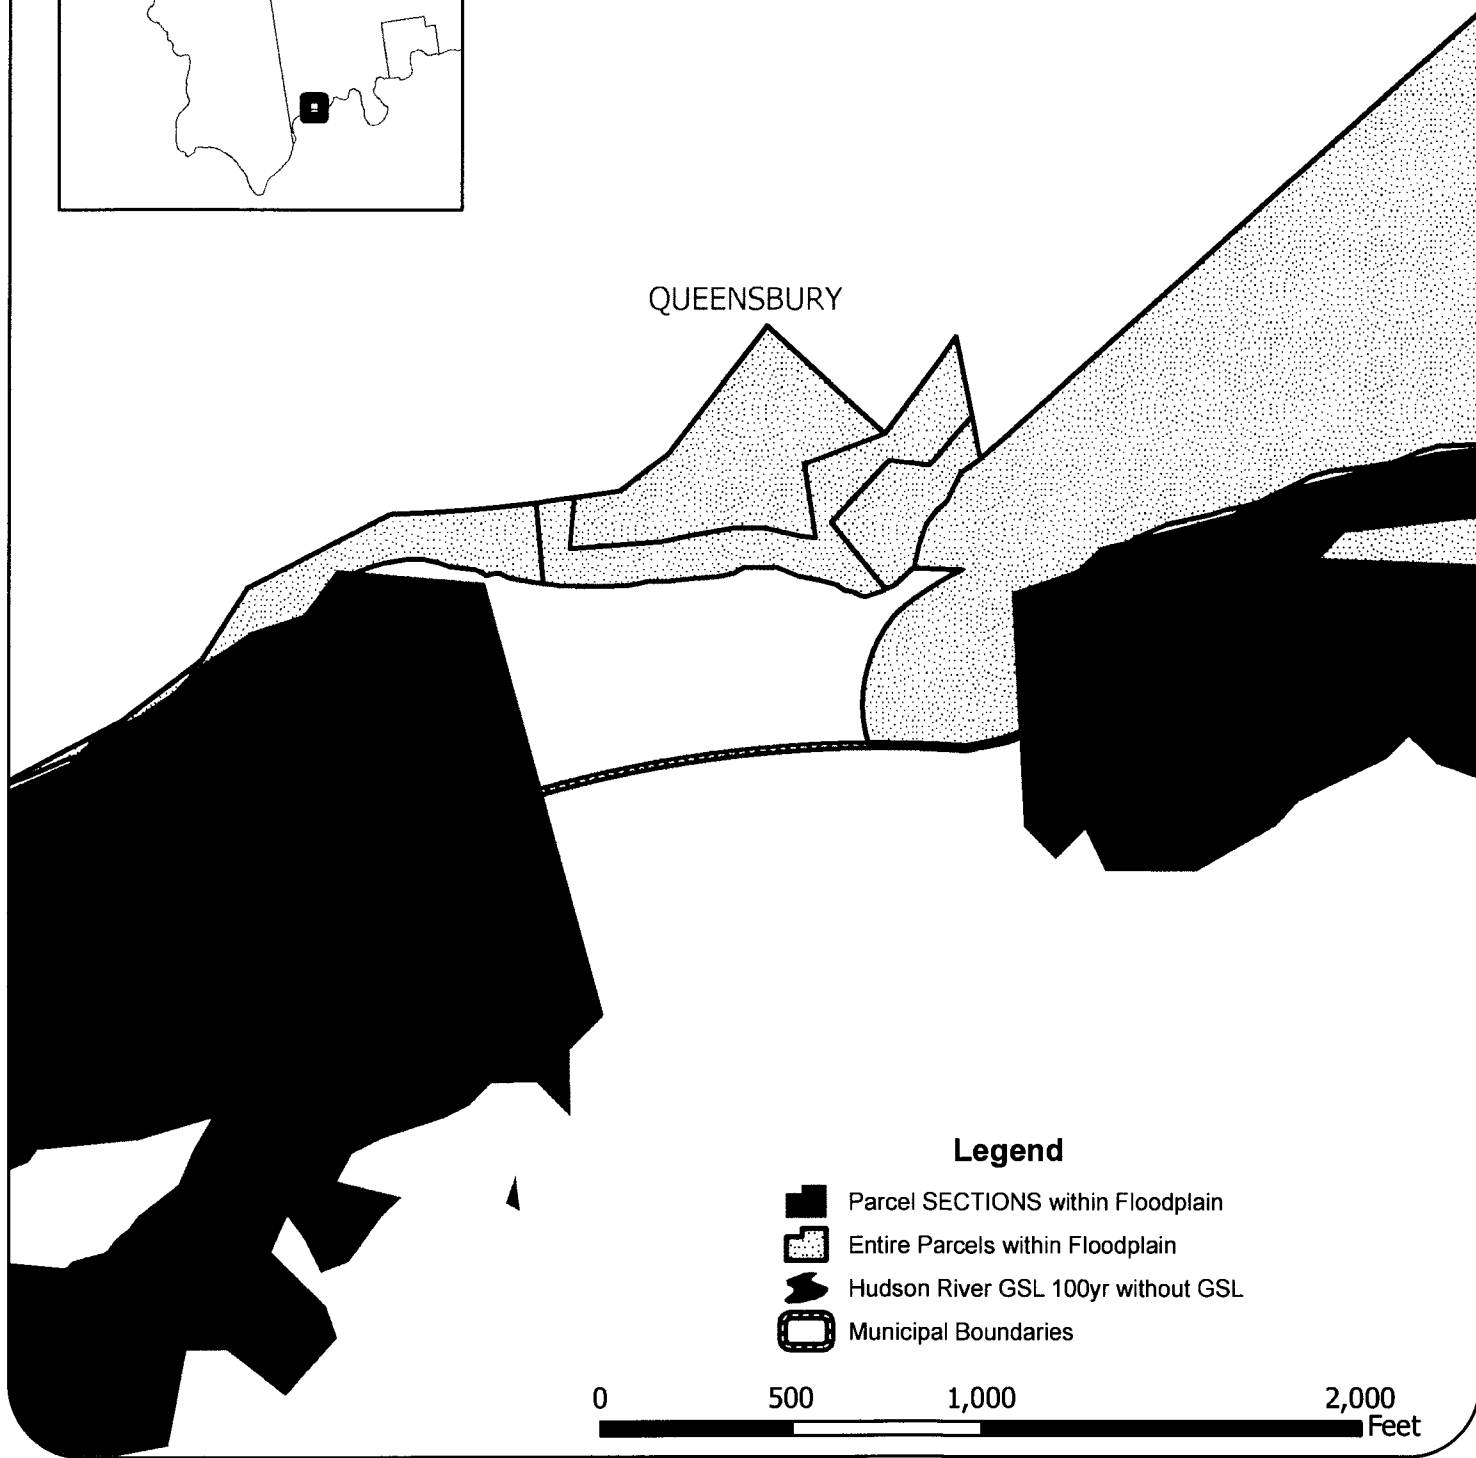 QUEENSBURY
Legend
Parcel SECTIONS within Floodplain
Entire Parcels within Floodplain
Hudson River GSL 100yr without GSL
Municipal Boundaries
0 500 1,000 2,000
Feet